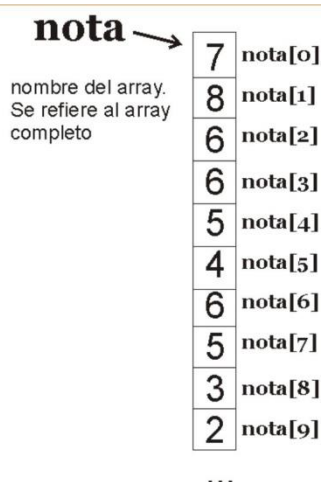 nota
7 nota[0]
nombre del array.
8 nota[1]
Se refiere al array
completo
6 nota[2]
6 nota[3]
5 nota[4]
4 nota[5]
6 nota[6]
5 nota[7]
3 nota[8]
2 nota[9]
...